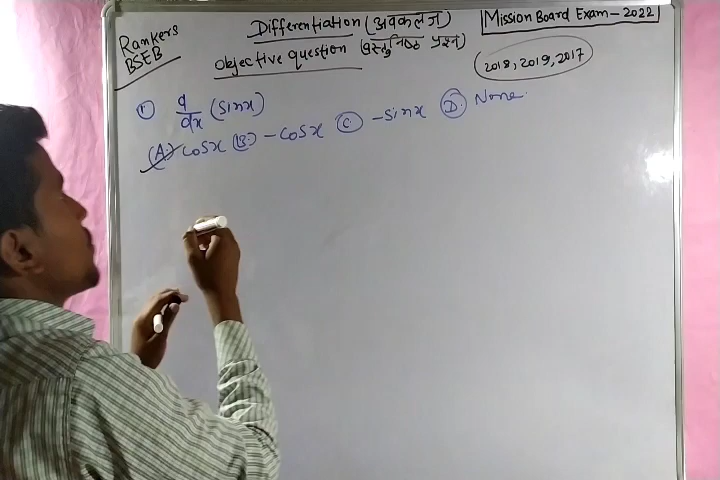 Rankers
BSEB
Differentiation (अवकलज)
Objective question (वस्तुनिष्ठ प्रश्न)
Mission Board Exam - 2022
2018, 2019, 2017
1. d/dx (sinx)
(A.) cosx (B.) - cosx (C.) - sinx (D.) None.